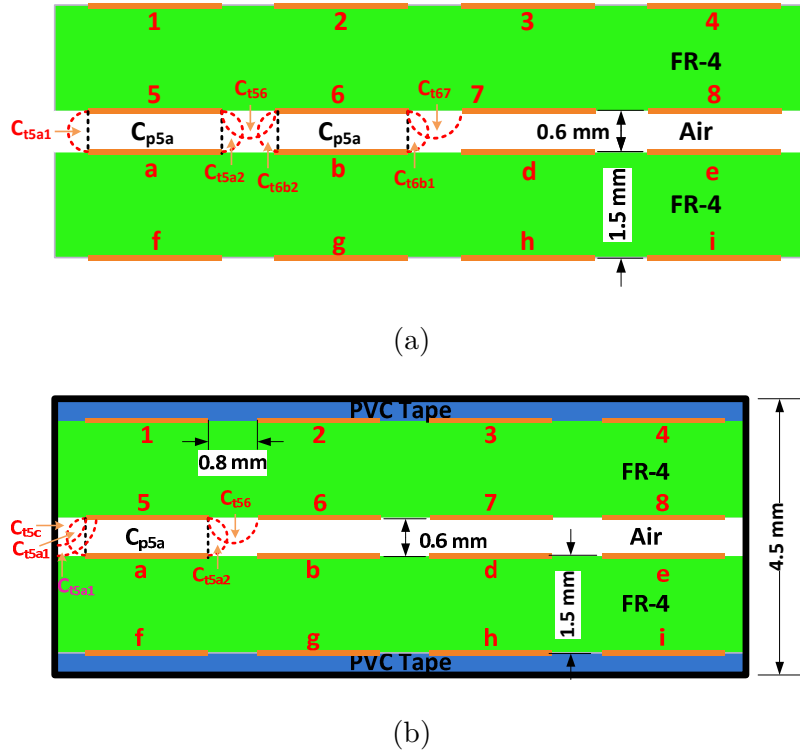 1 2 3 4
FR-4
5 C_t56 6 C_t67 7 8
C_t5a1 C_p5a C_p5a 0.6 mm Air
a C_t5a2 C_t6b2 b C_t6b1 d e
1.5 mm FR-4
f g h i
(a)
PVC Tape
1 2 3 4
0.8 mm
FR-4
5 C_t56 6 7 8
C_t5c
C_t5a1 C_p5a 0.6 mm Air
C_t5a1 a C_t5a2 b d e
4.5 mm
1.5 mm FR-4
f g h i
PVC Tape
(b)